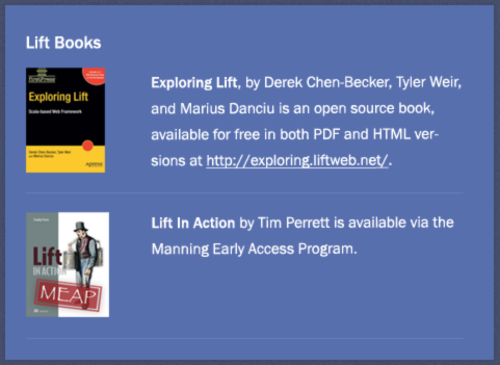 Lift Books
Exploring Lift
Scala-based Web Framework
Exploring Lift, by Derek Chen-Becker, Tyler Weir,
and Marius Danciu is an open source book,
available for free in both PDF and HTML ver-
sions at http://exploring.liftweb.net/.
Lift
IN ACTION
MEAP
Lift In Action by Tim Perrett is available via the
Manning Early Access Program.